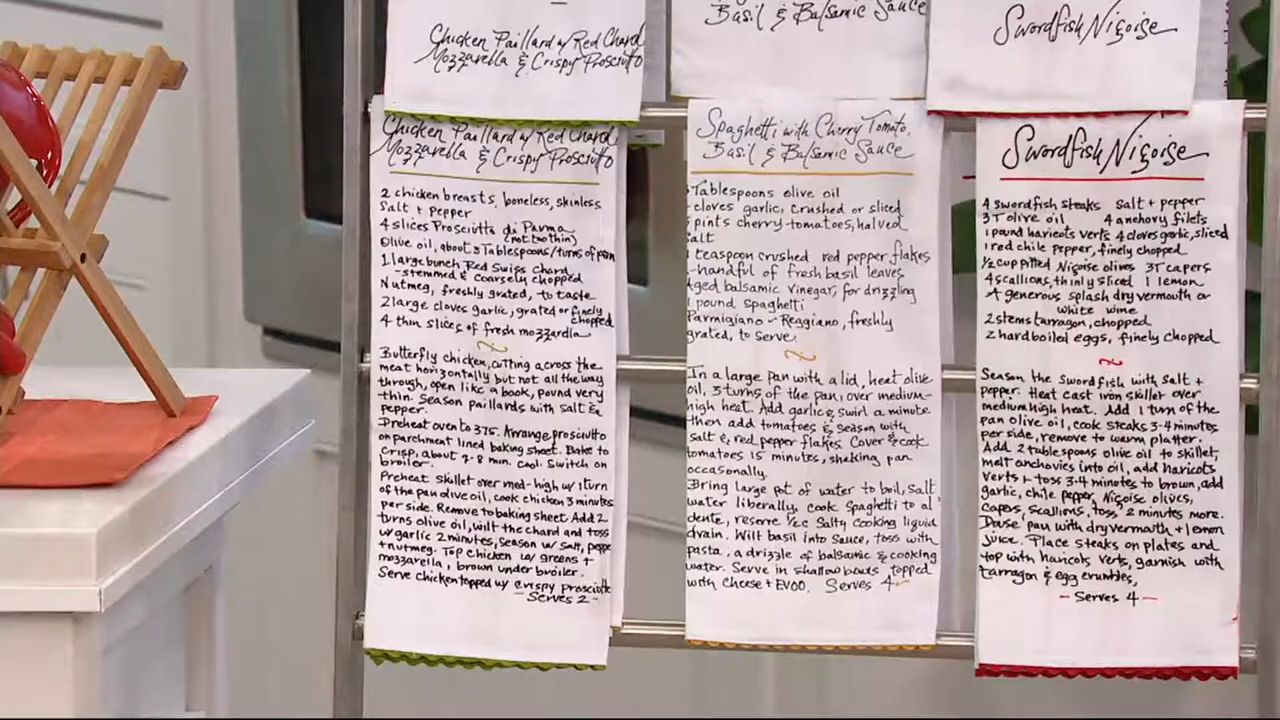 Chicken Paillard w/ Red Chard
Mozzarella & Crispy Prosciutto
Basil & Balsamic Sauce
Swordfish Niçoise
Chicken Paillard w/ Red Chard
Mozzarella & Crispy Prosciutto
2 chicken breasts, boneless, skinless
Salt + pepper
4 slices Prosciutto di Parma
(not too thin)
Olive oil, about 3 Tablespoons/turns of pan
1 large bunch Red Swiss Chard
-stemmed & coarsely chopped
Nutmeg, freshly grated, to taste
2 large cloves garlic, grated or finely
chopped
4 thin slices of fresh mozzarella
Butterfly chicken, cutting across the
meat horizontally but not all the way
through, open like a book, pound very
thin. Season paillards with salt &
pepper.
Preheat oven to 375. Arrange prosciutto
on parchment lined baking sheet. Bake to
crisp, about 7-8 min. Cool. Switch on
broiler.
Preheat skillet over med-high w/ 1 turn
of the pan olive oil, cook chicken 3 minutes
per side. Remove to baking sheet. Add 2
turns olive oil, wilt the chard and toss
w/ garlic 2 minutes, season w/ salt, peppe
+ nutmeg. Top chicken w/ greens +
mozzarella, brown under broiler.
Serve chicken topped w/ crispy prosciutto
- Serves 2 -
Spaghetti with Cherry Tomato,
Basil & Balsamic Sauce
Tablespoons olive oil
cloves garlic, crushed or sliced
pints cherry-tomatoes, halved
salt
1 teaspoon crushed red pepper flakes
-handful of fresh basil leaves
Aged balsamic vinegar, for drizzling
1 pound spaghetti
Parmigiano-Reggiano, freshly
grated, to serve.
In a large pan with a lid, heat olive
oil, 3 turns of the pan, over medium-
high heat. Add garlic & swirl a minute
then add tomatoes & season with
salt & red pepper flakes. Cover & cook
tomatoes 15 minutes, shaking pan
occasionally.
Bring large pot of water to boil, salt
water liberally, cook spaghetti to al
dente, reserve 1/2 c salty cooking liquid
drain. Wilt basil into sauce, toss with
pasta, a drizzle of balsamic & cooking
water. Serve in shallow bowls topped
with cheese + EVOO. Serves 4
Swordfish Niçoise
4 swordfish steaks salt + pepper
3T olive oil 4 anchovy filets
1 pound haricots verts 4 cloves garlic, sliced
1 red chile pepper, finely chopped
1/2 cup pitted Niçoise olives 3T capers
4 scallions, thinly sliced 1 lemon
A generous splash dry vermouth or
white wine
2 stems tarragon, chopped
2 hard boiled eggs, finely chopped
Season the swordfish with salt +
pepper. Heat cast iron skillet over
medium high heat. Add 1 turn of the
pan olive oil, cook steaks 3-4 minutes
per side, remove to warm platter.
Add 2 tablespoons olive oil to skillet,
melt anchovies into oil, add haricots
verts + toss 3-4 minutes to brown, add
garlic, chile pepper, Niçoise olives,
capers, scallions, toss 2 minutes more.
Douse pan with dry vermouth + lemon
juice. Place steaks on plates and
top with haricots verts, garnish with
tarragon & egg crumbles,
- Serves 4 -